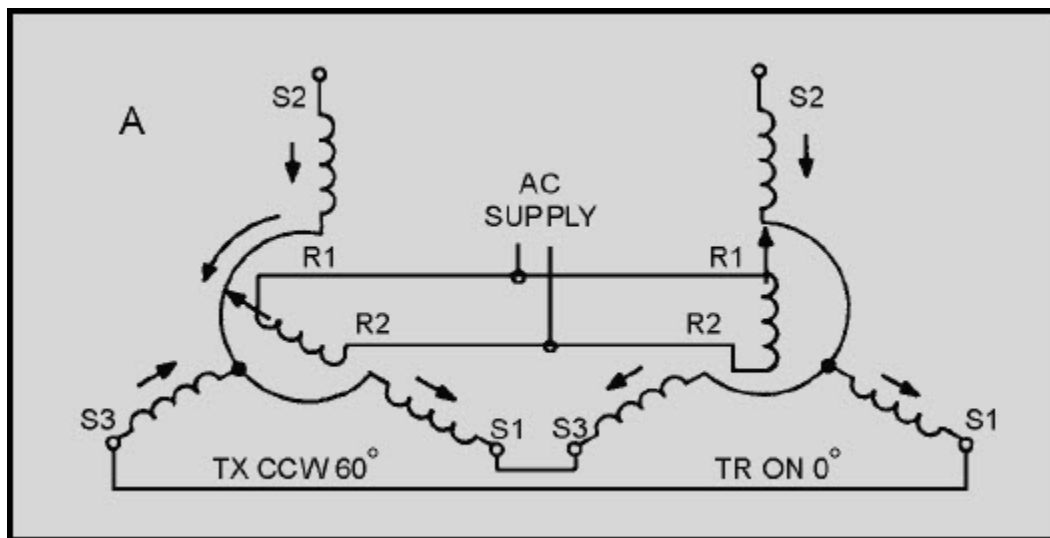 S2
S2
A
AC
SUPPLY
R1
R1
R2
R2
S3
S1
S3
S1
TX CCW 60°
TR ON 0°